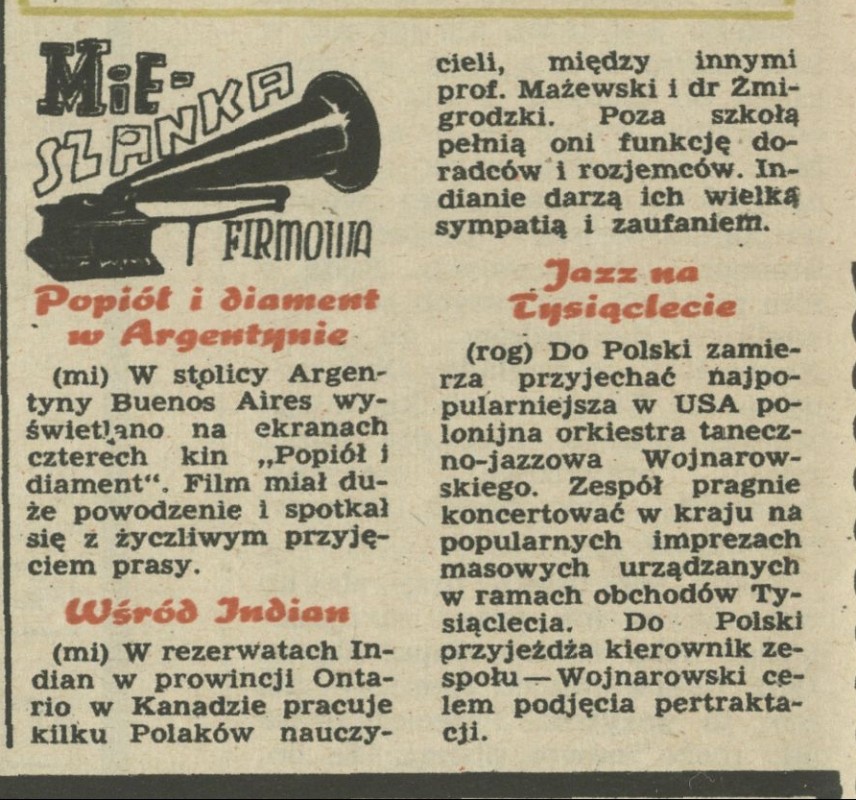 MiE-
SZANKA
FIRMOWA
Popiół i diament
w Argentynie
(mi) W stolicy Argen-
tyny Buenos Aires wy-
świetlano na ekranach
czterech kin „Popiół i
diament“. Film miał du-
że powodzenie i spotkał
się z życzliwym przyję-
ciem prasy.
Wśród Indian
(mi) W rezerwatach In-
dian w prowincji Onta-
rio w Kanadzie pracuje
kilku Polaków nauczy-
cieli, między innymi
prof. Mażewski i dr Żmi-
grodzki. Poza szkołą
pełnią oni funkcję do-
radców i rozjemców. In-
dianie darzą ich wielką
sympatią i zaufaniem.
Jazz na
Tysiąclecie
(rog) Do Polski zamie-
rza przyjechać najpo-
pularniejsza w USA po-
lonijna orkiestra tanecz-
no-jazzowa Wojnarow-
skiego. Zespół pragnie
koncertować w kraju na
popularnych imprezach
masowych urządzanych
w ramach obchodów Ty-
siąclecia. Do Polski
przyjeżdża kierownik ze-
społu — Wojnarowski ce-
lem podjęcia pertrakta-
cji.